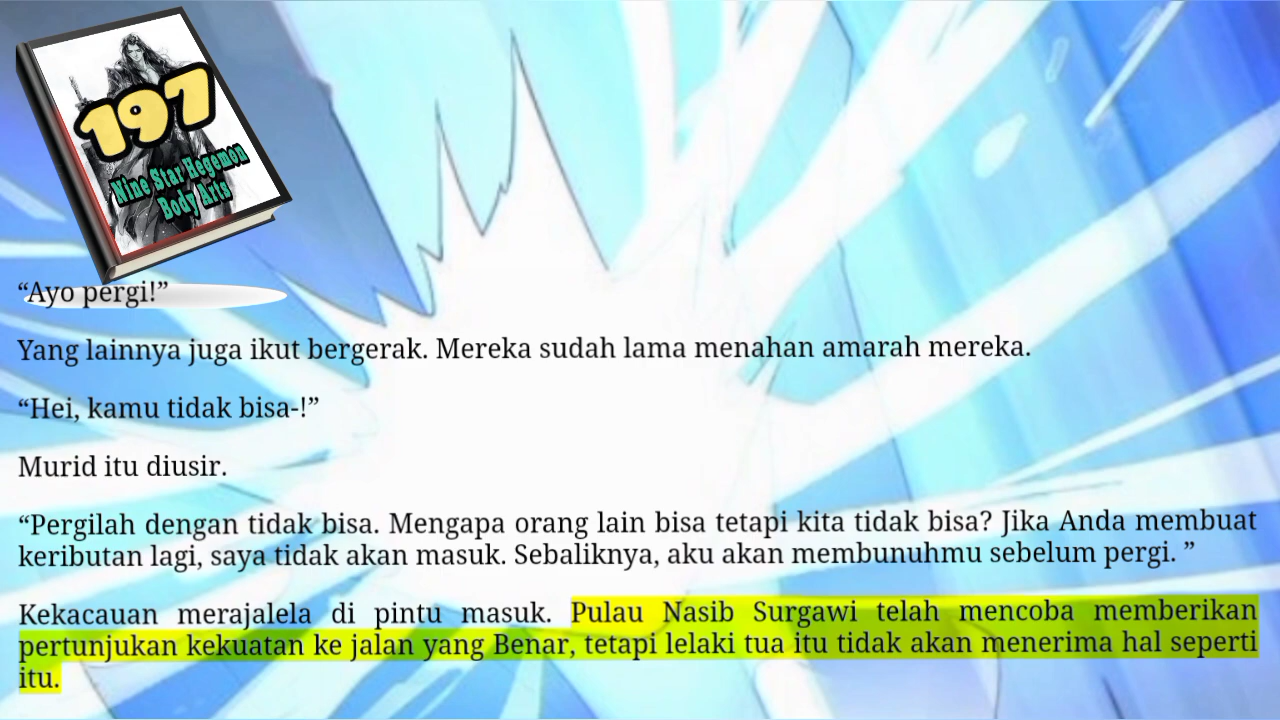 197
Nine Star Hegemon
Body Arts
“Ayo pergi!”
Yang lainnya juga ikut bergerak. Mereka sudah lama menahan amarah mereka.
“Hei, kamu tidak bisa-!”
Murid itu diusir.
“Pergilah dengan tidak bisa. Mengapa orang lain bisa tetapi kita tidak bisa? Jika Anda membuat
keributan lagi, saya tidak akan masuk. Sebaliknya, aku akan membunuhmu sebelum pergi. ”
Kekacauan merajalela di pintu masuk. Pulau Nasib Surgawi telah mencoba memberikan
pertunjukan kekuatan ke jalan yang Benar, tetapi lelaki tua itu tidak akan menerima hal seperti
itu.